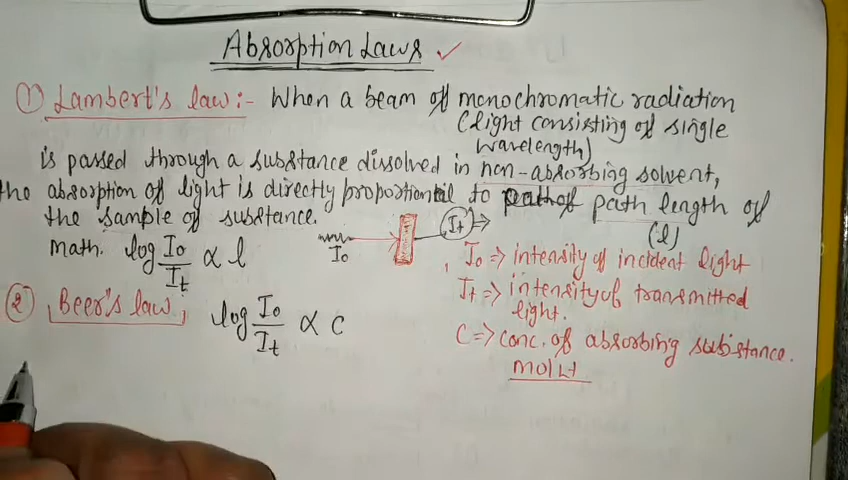 Absorption Laws ✓
① Lambert's law:- When a beam of monochromatic radiation
(light consisting of single
wavelength)
is passed through a substance dissolved in non-absorbing solvent,
the absorption of light is directly proportional to path length of
(l)
the sample of substance.
math. log I₀/Iₜ ∝ l
I₀ Iₜ
I₀ => intensity of incident light
Iₜ => intensity of transmitted
light.
② Beer's law, log I₀/Iₜ ∝ c
C => conc. of absorbing substance.